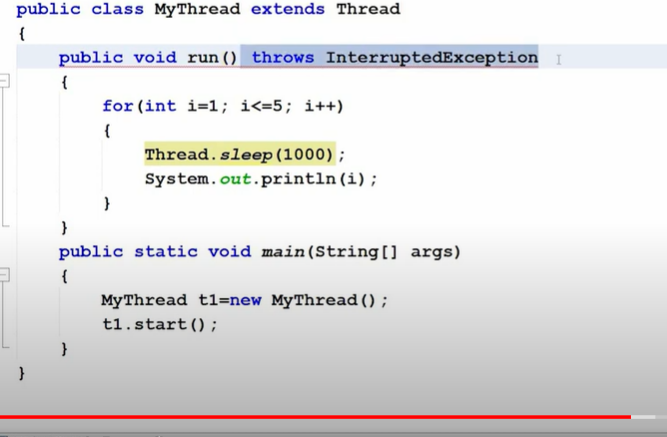 public class MyThread extends Thread
{
public void run() throws InterruptedException
{
for(int i=1; i<=5; i++)
{
Thread.sleep(1000);
System.out.println(i);
}
}
public static void main(String[] args)
{
MyThread t1=new MyThread();
t1.start();
}
}